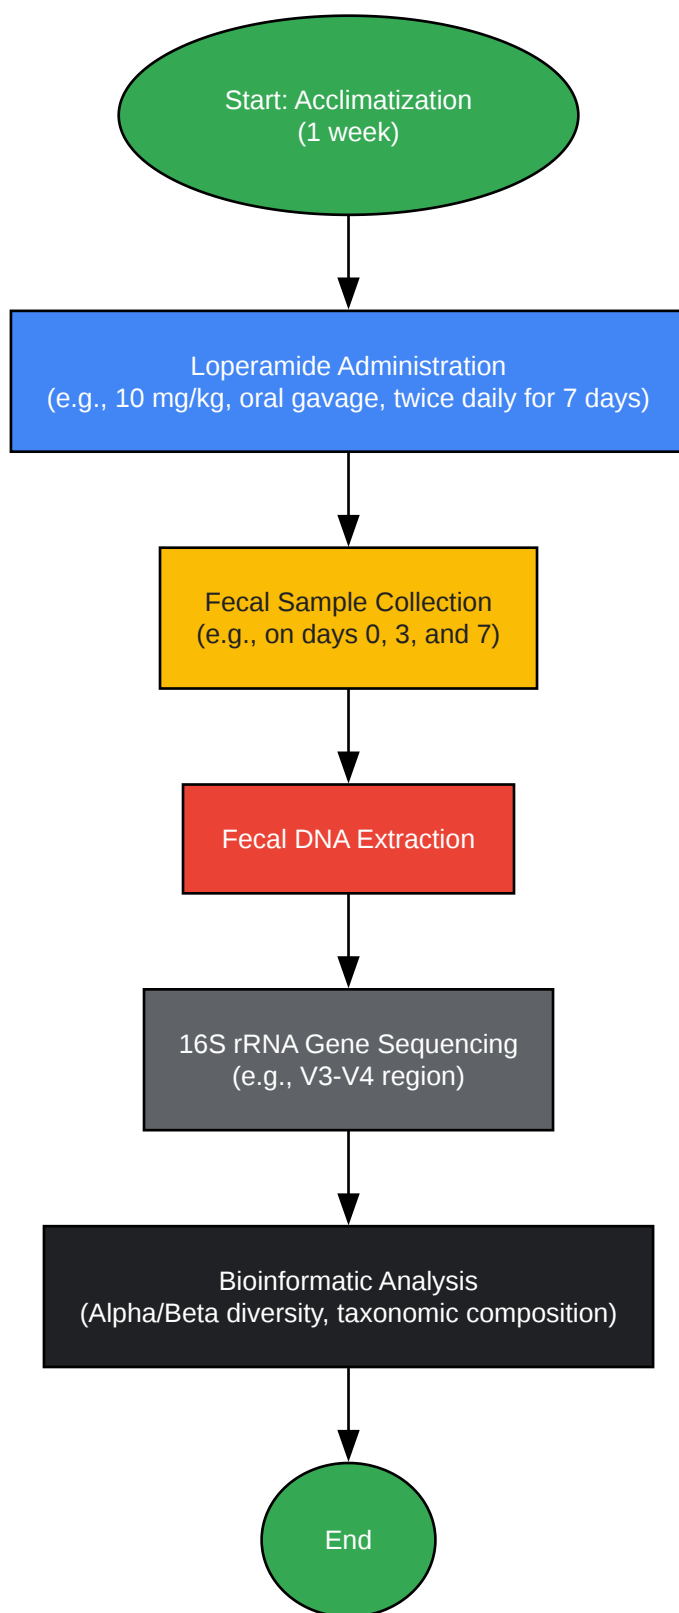 Start: Acclimatization
(1 week)
Loperamide Administration
(e.g., 10 mg/kg, oral gavage, twice daily for 7 days)
Fecal Sample Collection
(e.g., on days 0, 3, and 7)
Fecal DNA Extraction
16S rRNA Gene Sequencing
(e.g., V3-V4 region)
Bioinformatic Analysis
(Alpha/Beta diversity, taxonomic composition)
End